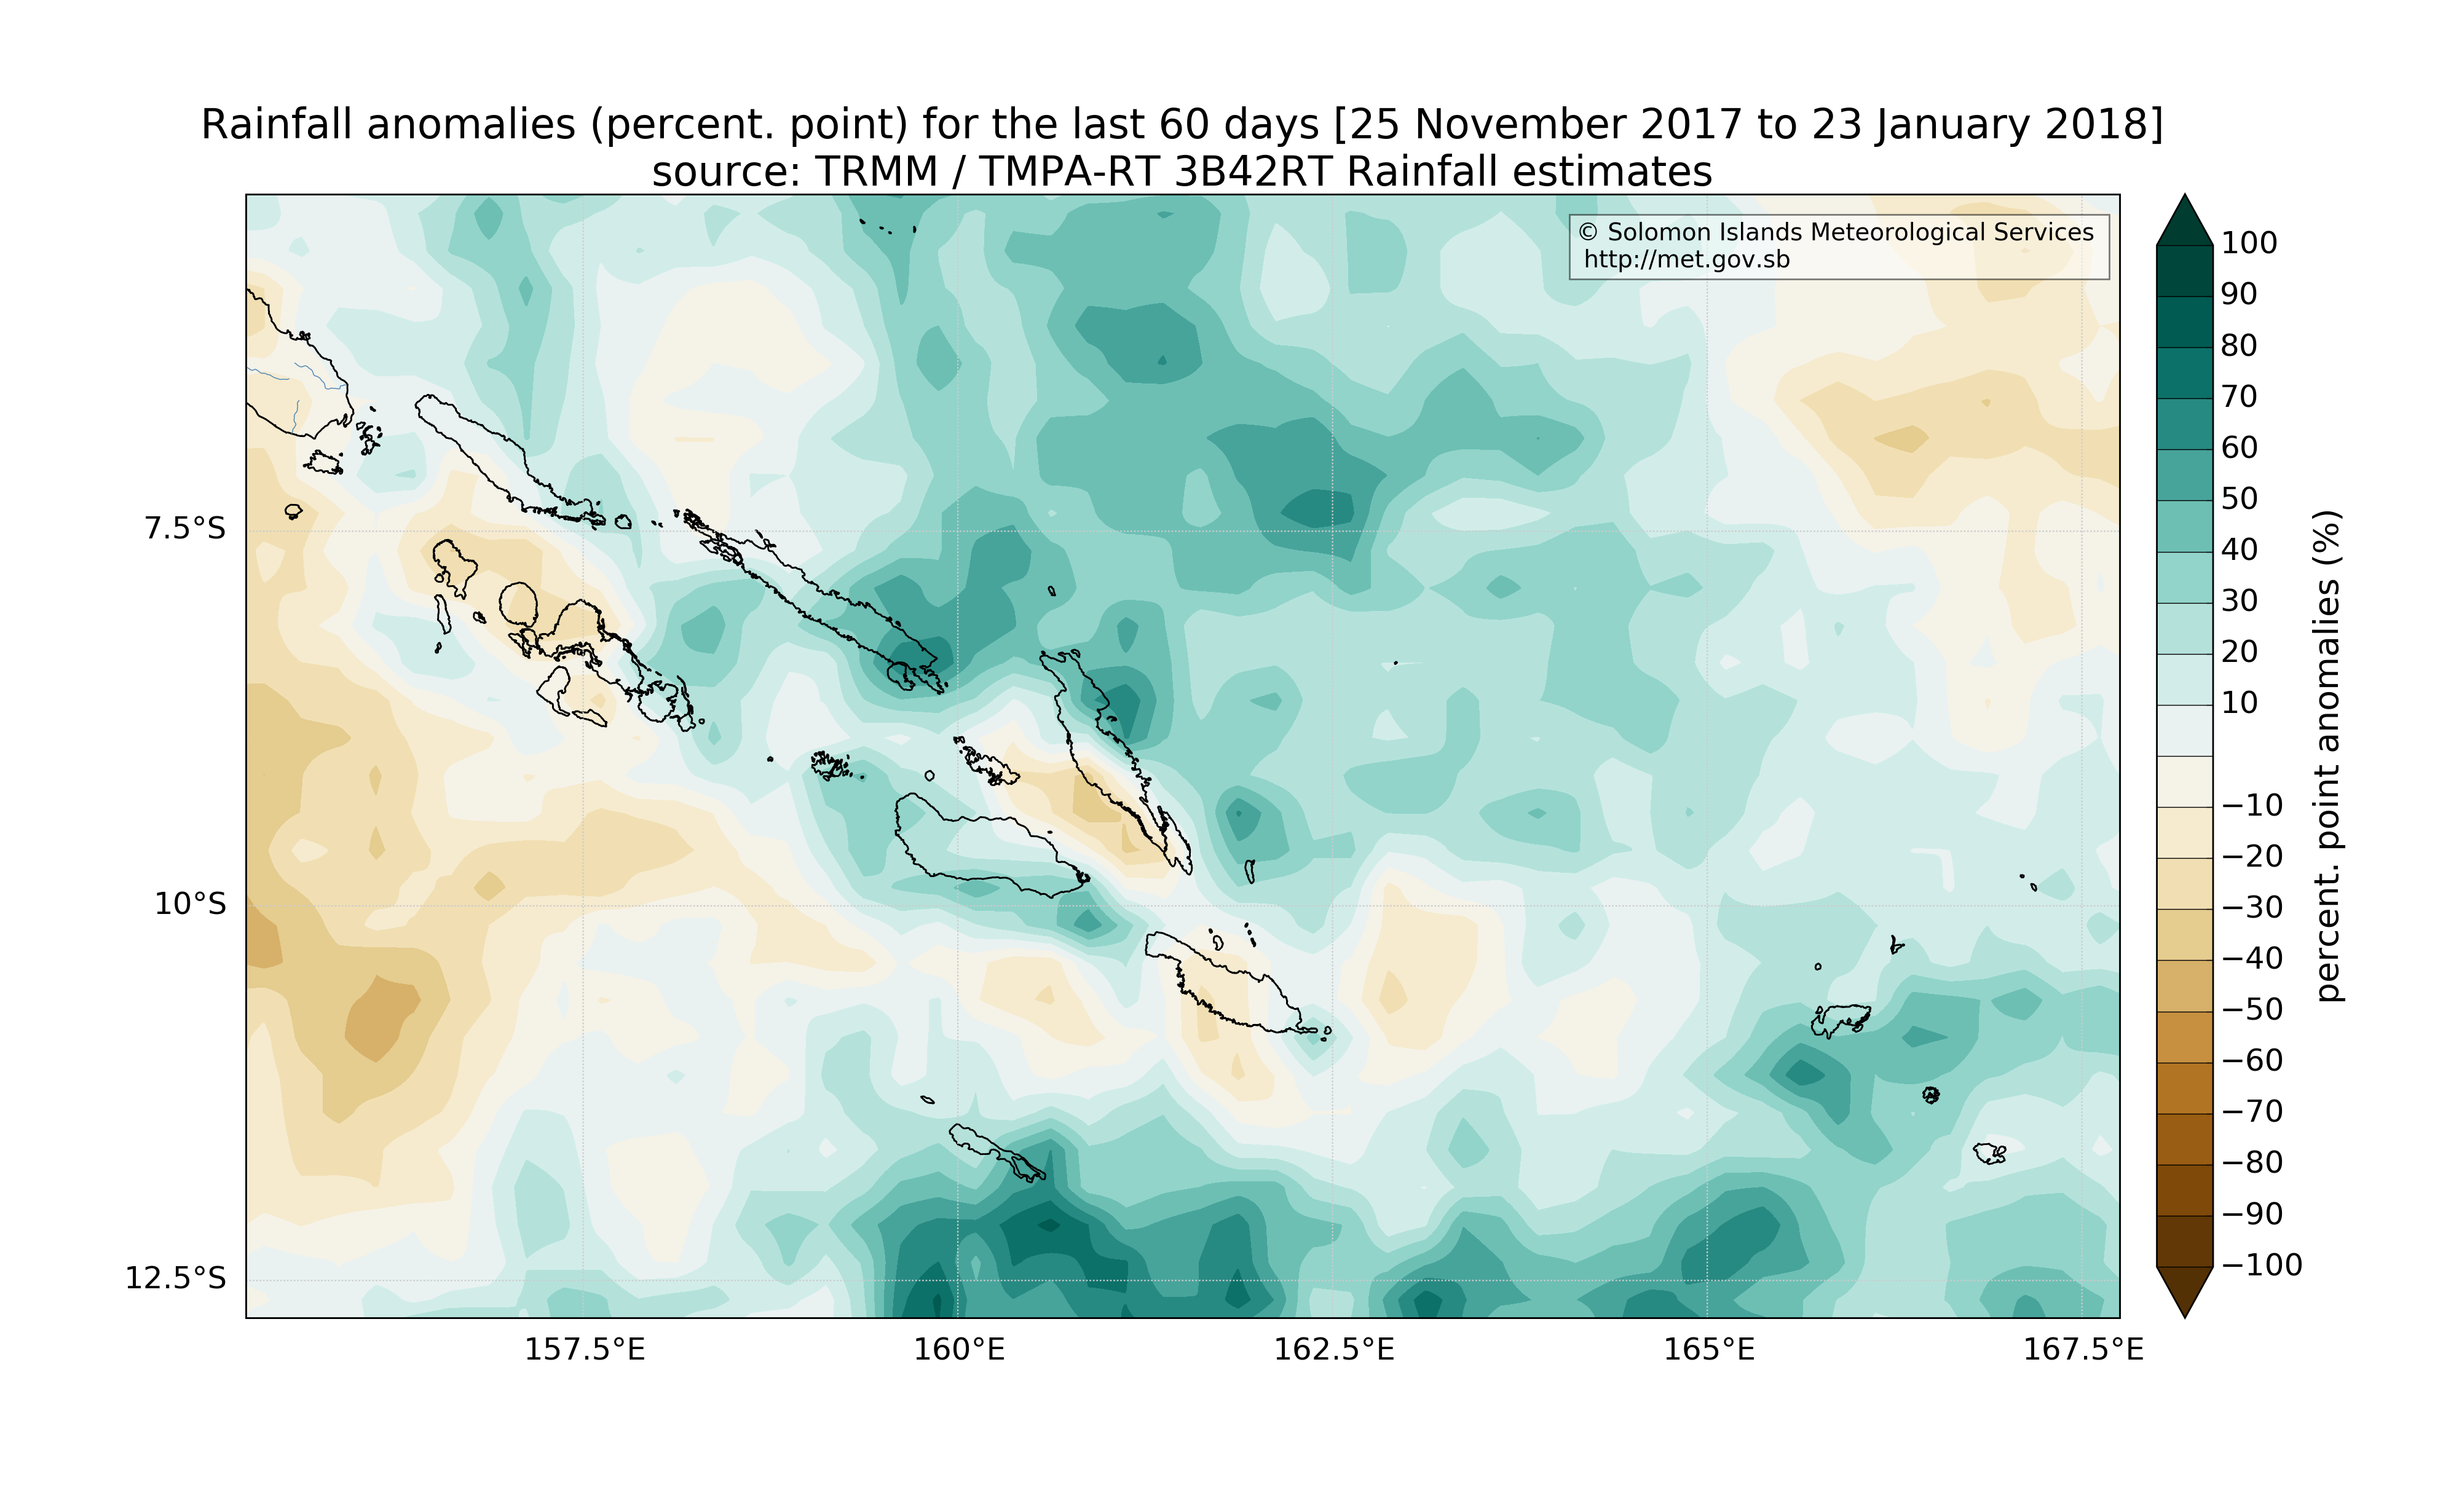 Rainfall anomalies (percent. point) for the last 60 days [25 November 2017 to 23 January 2018]
source: TRMM / TMPA-RT 3B42RT Rainfall estimates
© Solomon Islands Meteorological Services
http://met.gov.sb
7.5°S
10°S
12.5°S
157.5°E
160°E
162.5°E
165°E
167.5°E
100
90
80
70
60
50
40
30
20
10
−10
−20
−30
−40
−50
−60
−70
−80
−90
−100
percent. point anomalies (%)